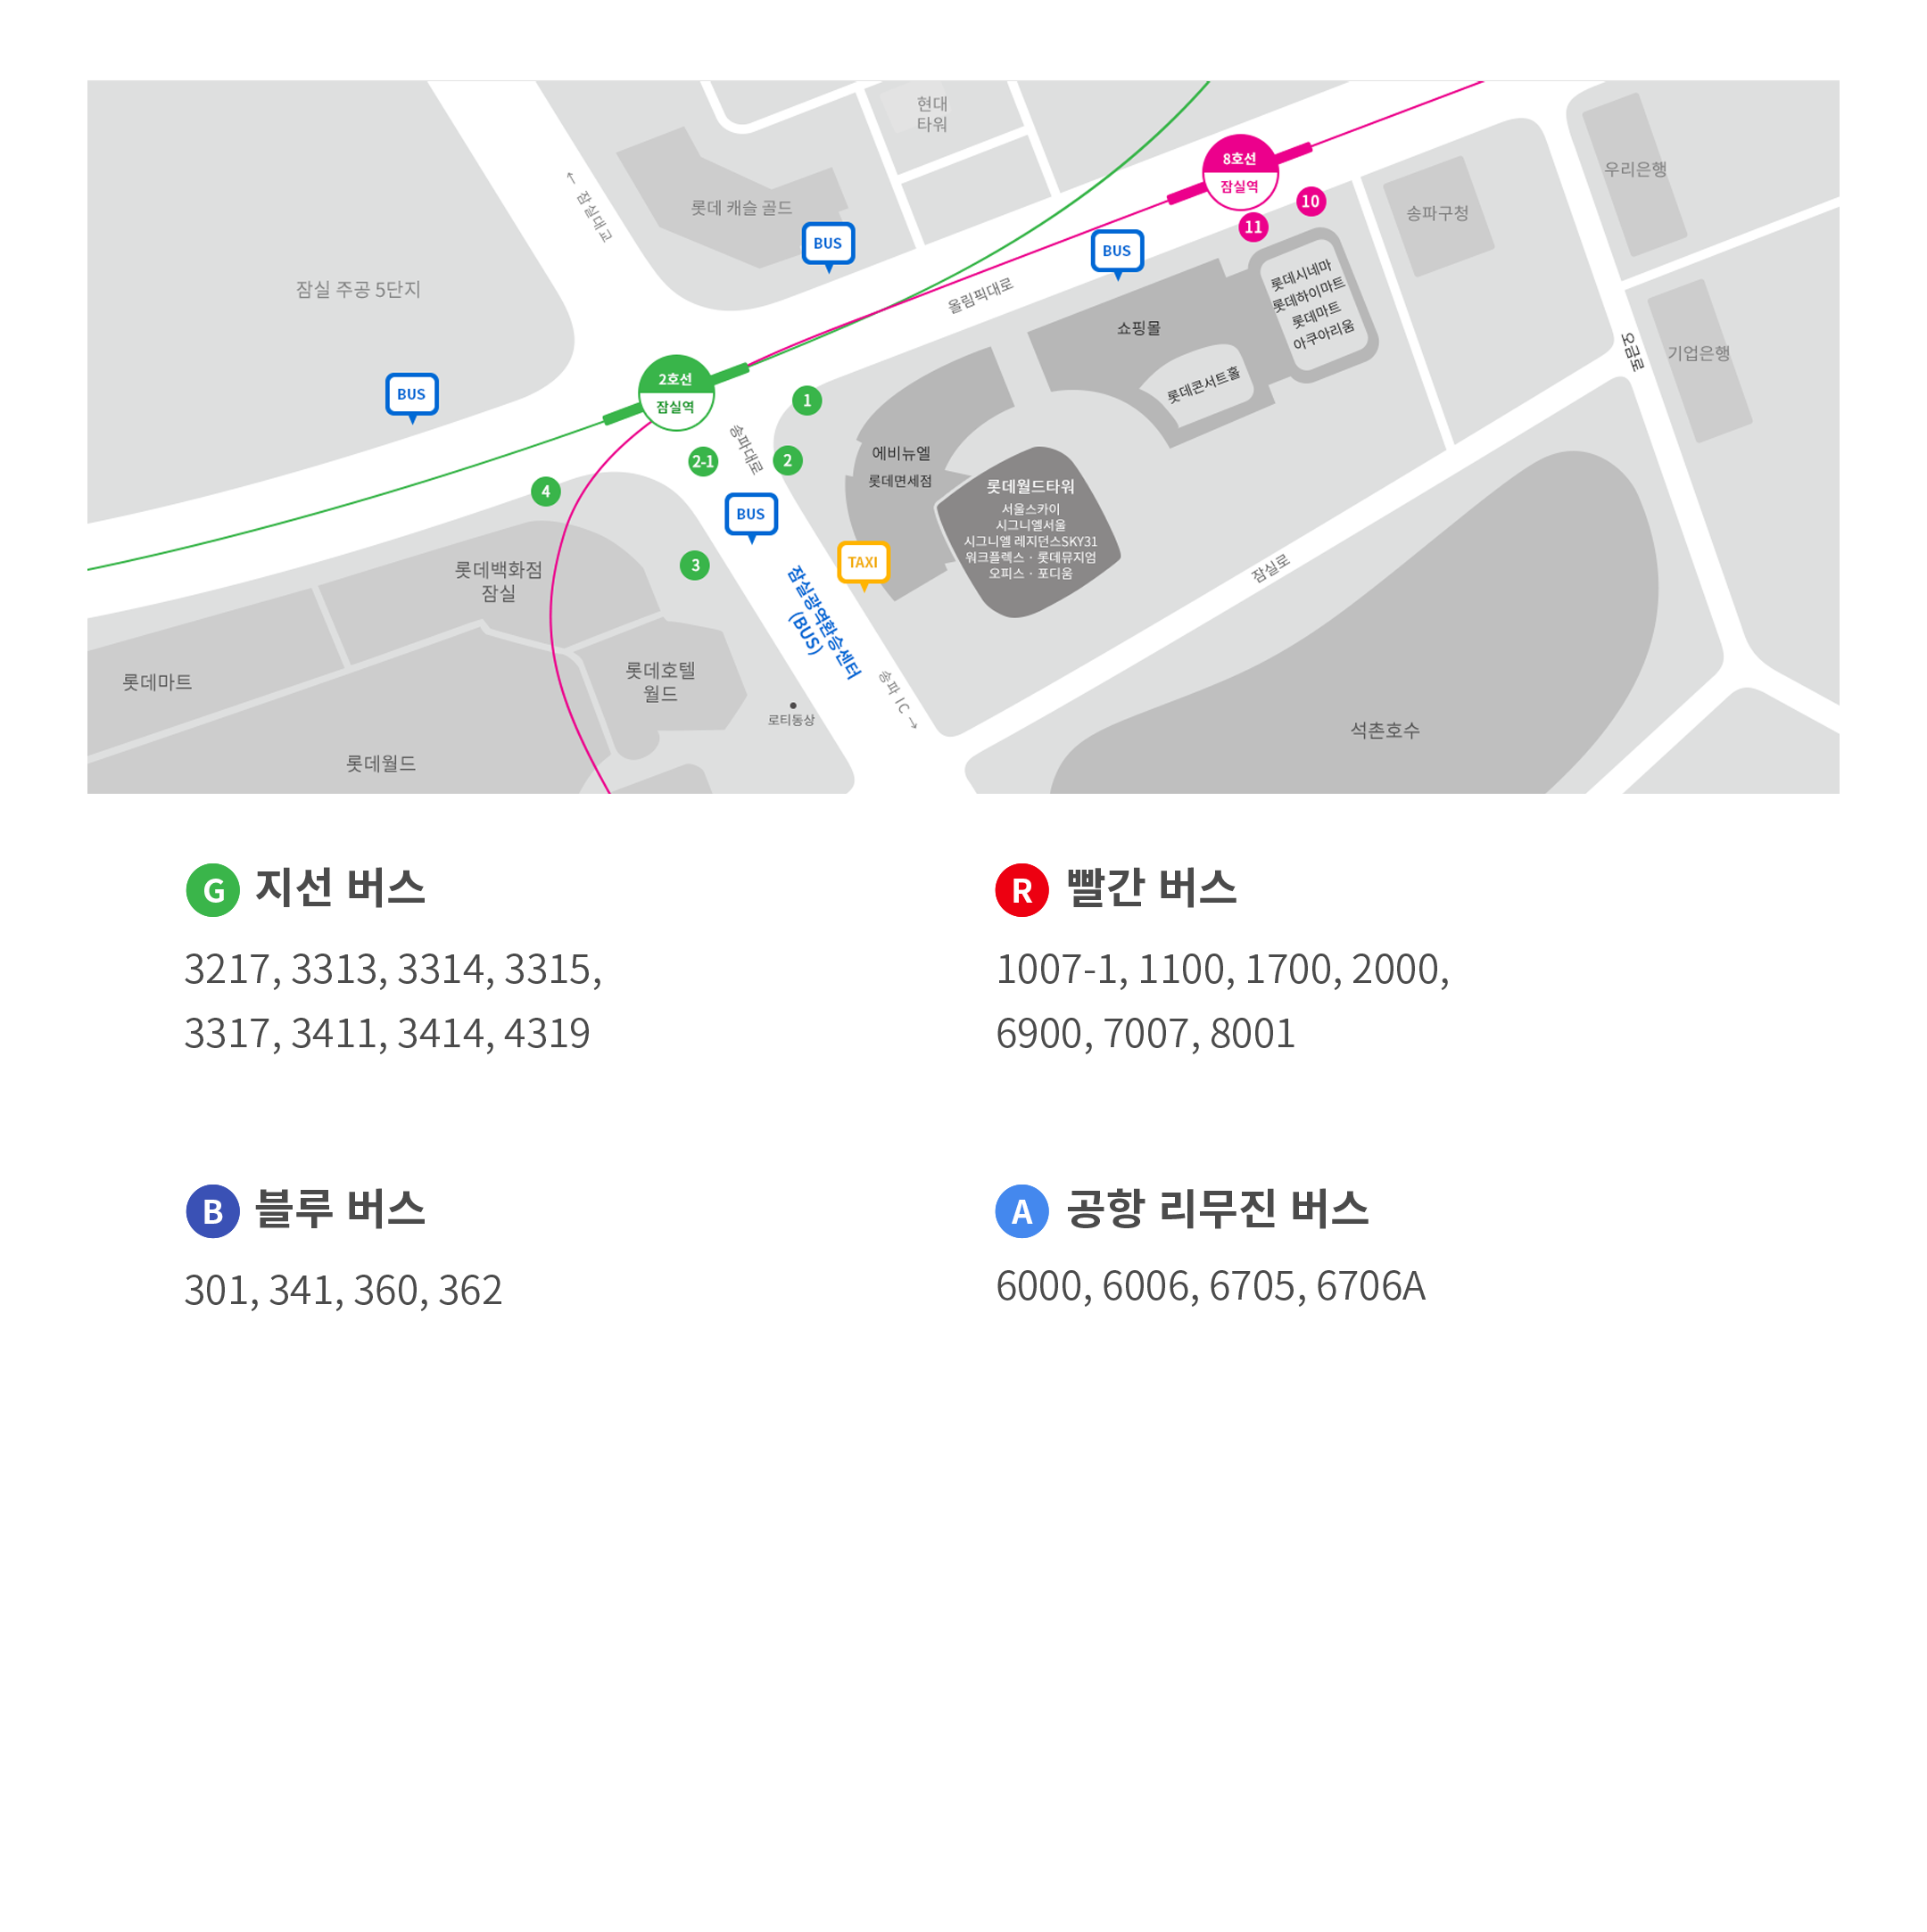 현대
타워
8호선
잠실역
우리은행
10
11
송파구청
← 잠실대교
롯데 캐슬 골드
BUS
BUS
잠실 주공 5단지
올림픽대로
롯데시네마
롯데하이마트
롯데마트
아쿠아리움
쇼핑몰
오금로
기업은행
2호선
잠실역
BUS
1
롯데콘서트홀
송파대로
2-1
2
에비뉴엘
롯데면세점
4
BUS
롯데월드타워
서울스카이
시그니엘서울
시그니엘 레지던스SKY31
워크플렉스 · 롯데뮤지엄
오피스 · 포디움
TAXI
3
잠실로
롯데백화점
잠실
잠실광역환승센터
(BUS)
롯데마트
롯데호텔
월드
송파 IC →
로티동상
석촌호수
롯데월드
G 지선 버스
3217, 3313, 3314, 3315,
3317, 3411, 3414, 4319
R 빨간 버스
1007-1, 1100, 1700, 2000,
6900, 7007, 8001
B 블루 버스
301, 341, 360, 362
A 공항 리무진 버스
6000, 6006, 6705, 6706A